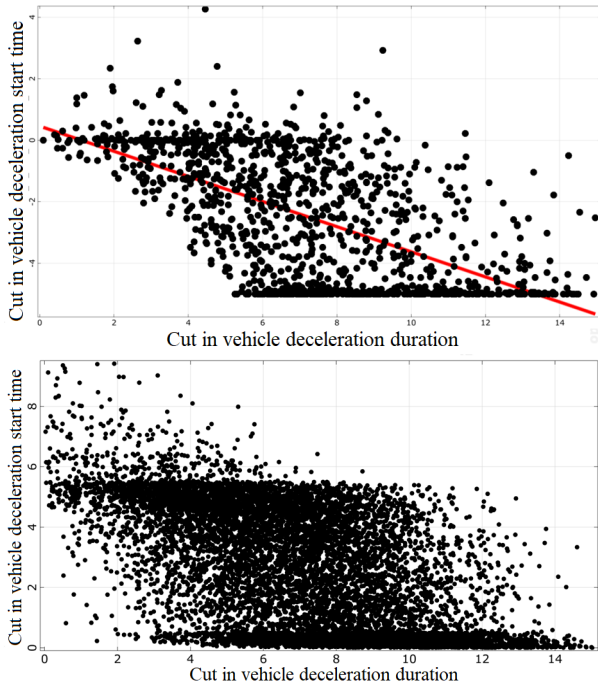 Cut in vehicle deceleration start time
4
2
0
-2
-4
0 2 4 6 8 10 12 14
Cut in vehicle deceleration duration
Cut in vehicle deceleration start time
8
6
4
2
0
0 2 4 6 8 10 12 14
Cut in vehicle deceleration duration